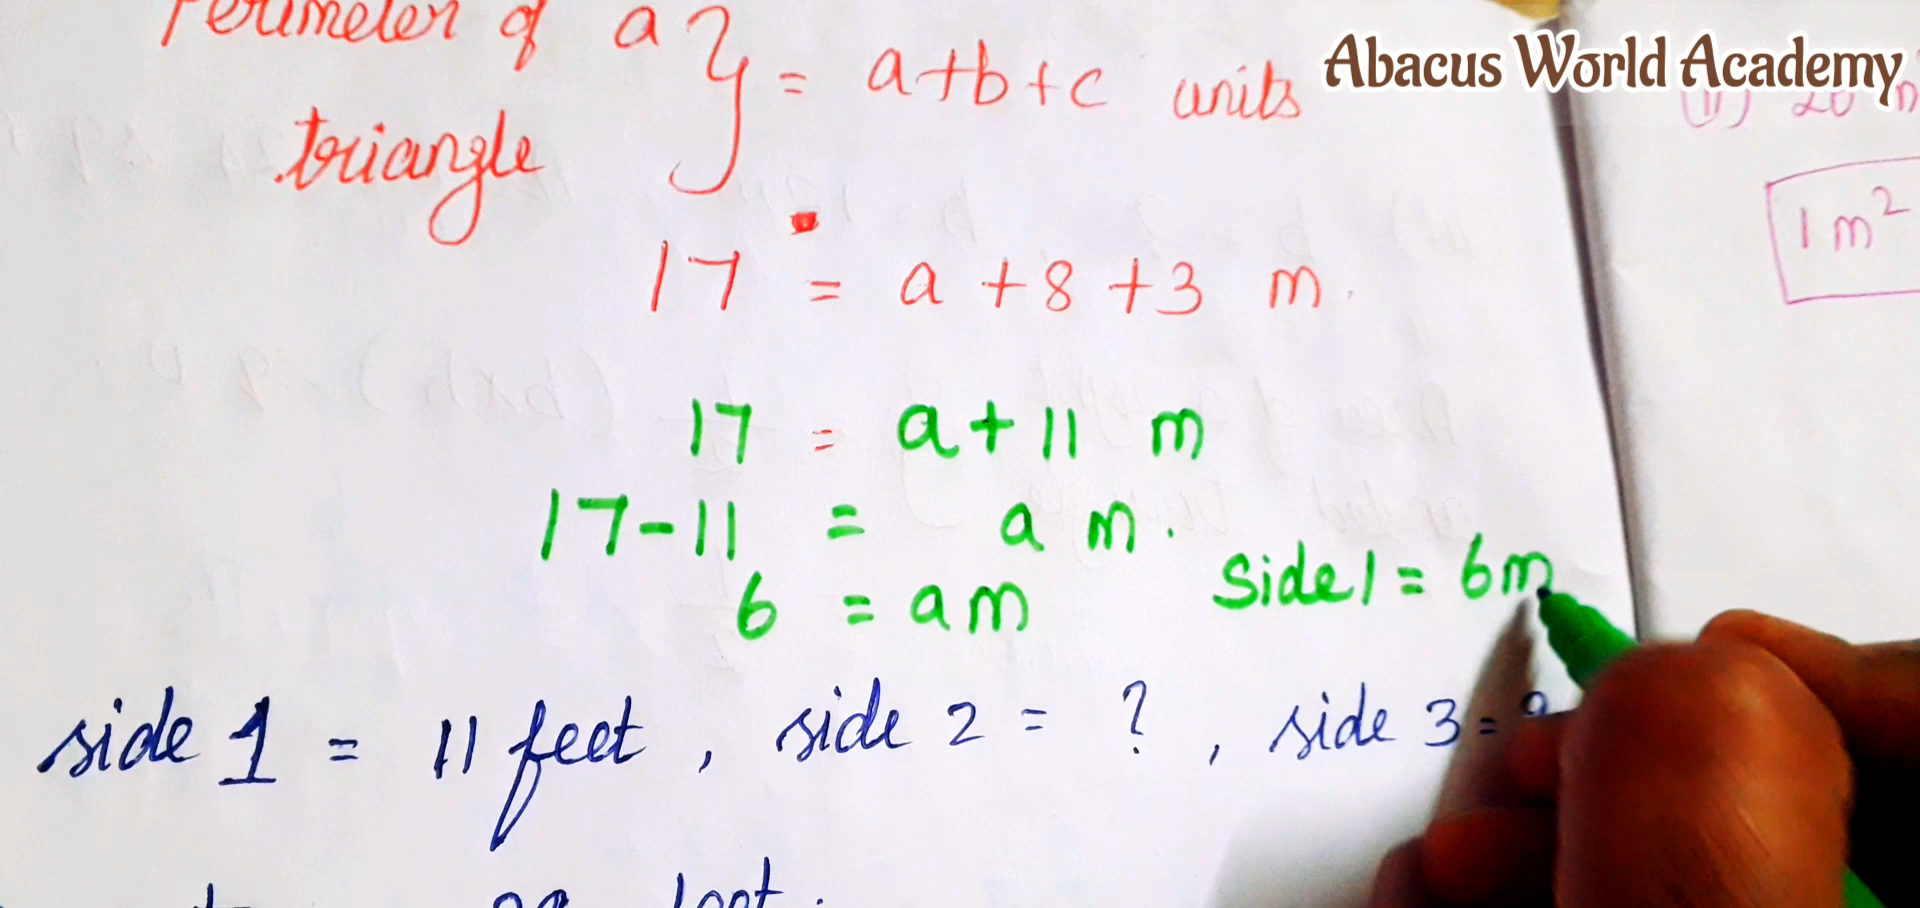 Abacus World Academy
Perimeter of a
triangle } = a+b+c units
17 = a + 8 + 3 m.
17 = a + 11 m
17-11 = a m.
6 = a m
Side 1 = 6m
side 1 = 11 feet, side 2 = ?, side 3 = ?
1 m²